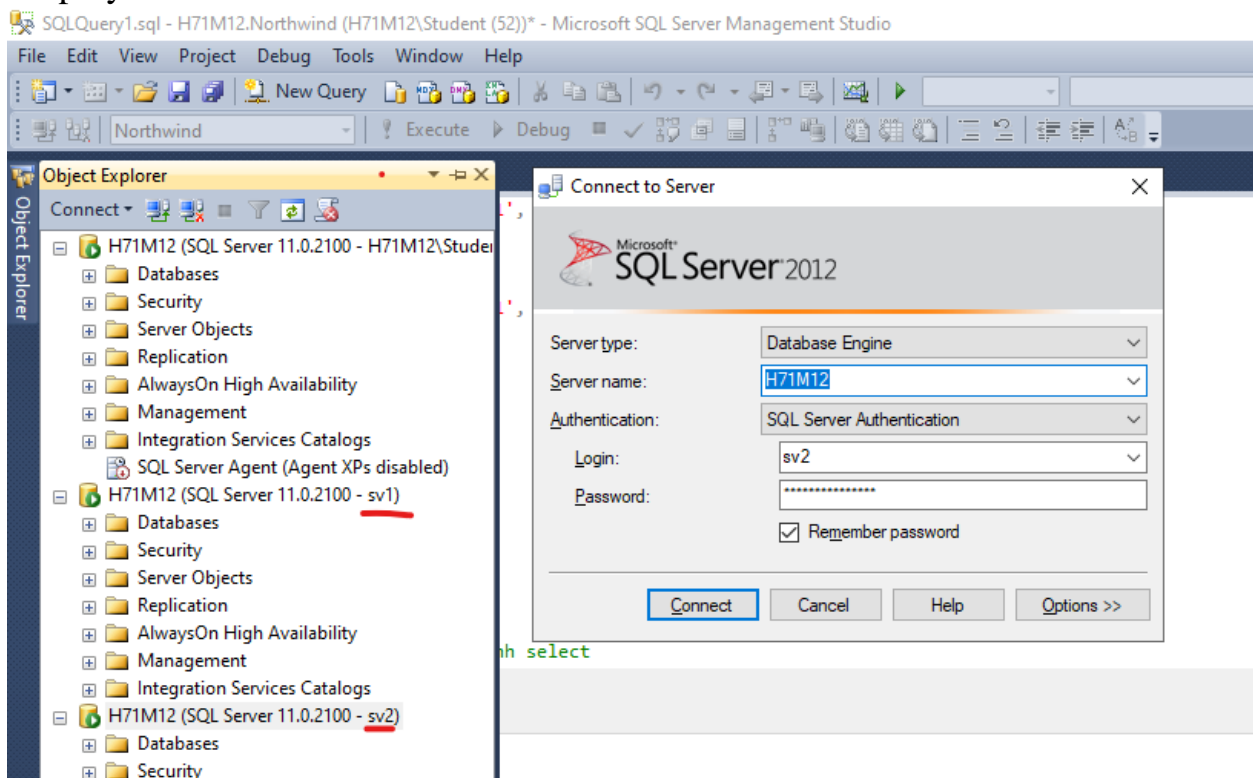 SQLQuery1.sql - H71M12.Northwind (H71M12\Student (52))* - Microsoft SQL Server Management Studio
File Edit View Project Debug Tools Window Help
New Query
Northwind
Execute Debug
Object Explorer
Object Explorer
Connect
H71M12 (SQL Server 11.0.2100 - H71M12\Studen
Databases
Security
Server Objects
Replication
AlwaysOn High Availability
Management
Integration Services Catalogs
SQL Server Agent (Agent XPs disabled)
H71M12 (SQL Server 11.0.2100 - sv1)
Databases
Security
Server Objects
Replication
AlwaysOn High Availability
Management
Integration Services Catalogs
H71M12 (SQL Server 11.0.2100 - sv2)
Databases
Security
Connect to Server
Microsoft®
SQL Server® 2012
Server type: Database Engine
Server name: H71M12
Authentication: SQL Server Authentication
Login: sv2
Password: ***************
Remember password
Connect Cancel Help Options >>
nh select